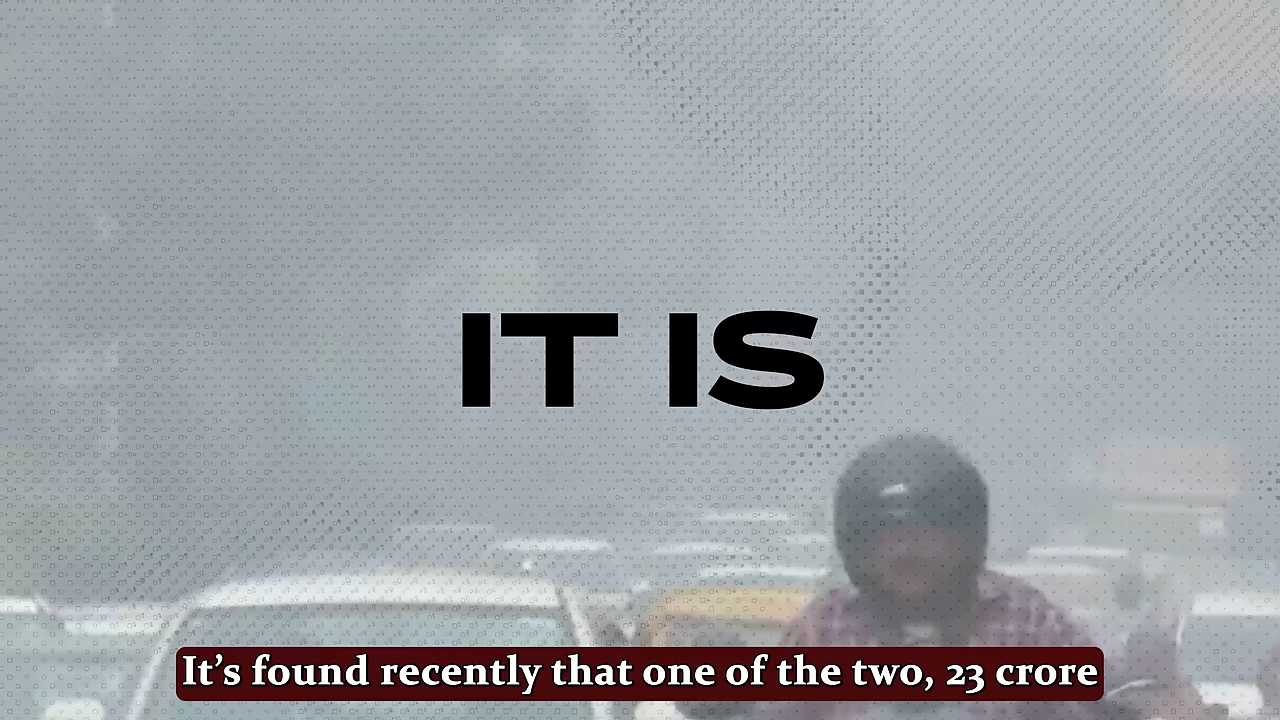 IT IS
It’s found recently that one of the two, 23 crore